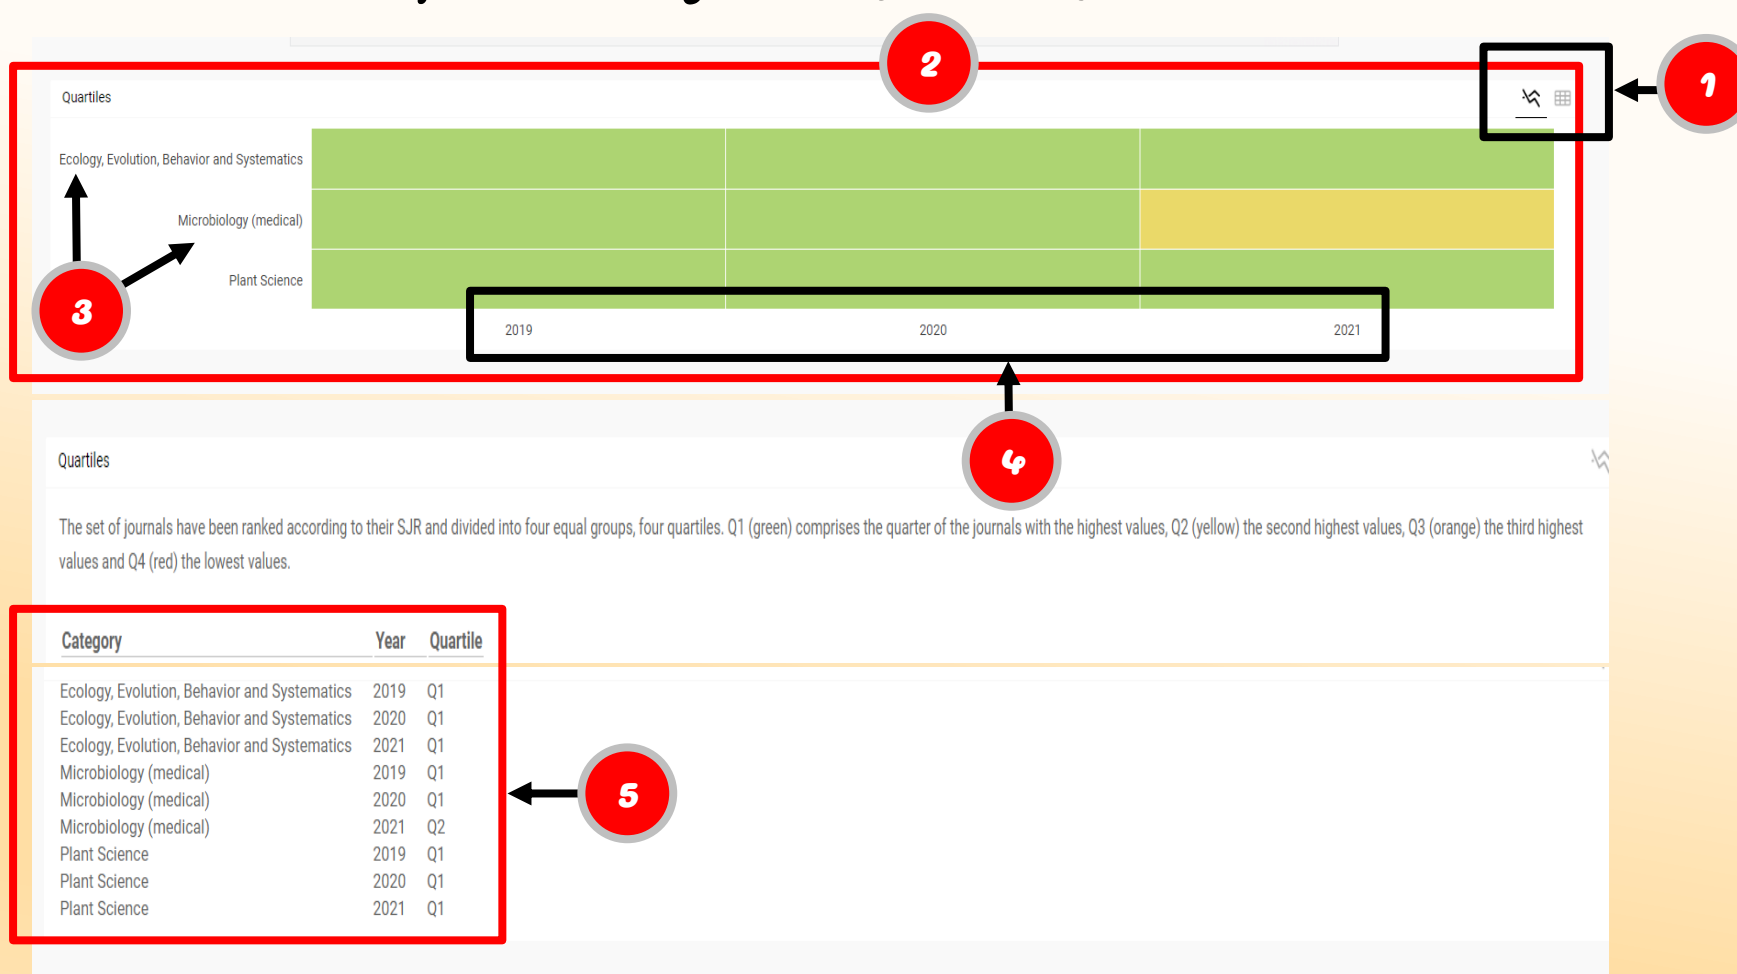 2
1
Quartiles
Ecology, Evolution, Behavior and Systematics
Microbiology (medical)
Plant Science
3
2019 2020 2021
4
Quartiles
The set of journals have been ranked according to their SJR and divided into four equal groups, four quartiles. Q1 (green) comprises the quarter of the journals with the highest values, Q2 (yellow) the second highest values, Q3 (orange) the third highest
values and Q4 (red) the lowest values.
Category Year Quartile
Ecology, Evolution, Behavior and Systematics 2019 Q1
Ecology, Evolution, Behavior and Systematics 2020 Q1
Ecology, Evolution, Behavior and Systematics 2021 Q1
Microbiology (medical) 2019 Q1
Microbiology (medical) 2020 Q1
Microbiology (medical) 2021 Q2
Plant Science 2019 Q1
Plant Science 2020 Q1
Plant Science 2021 Q1
5